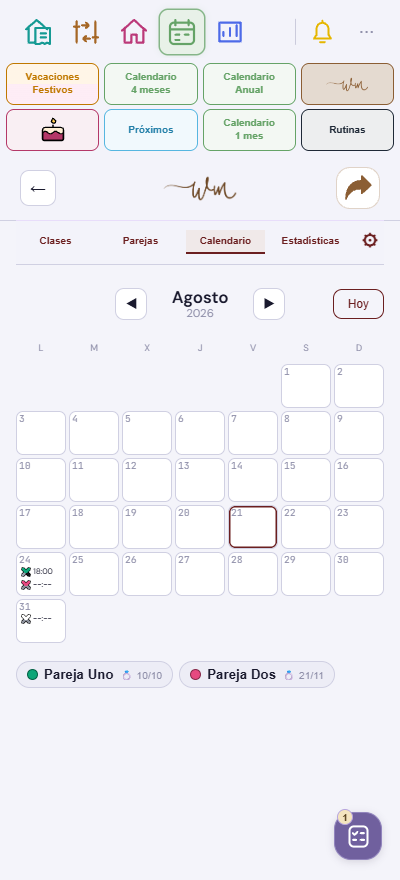 ...
Vacaciones
Festivos
Calendario
4 meses
Calendario
Anual
Wm
Próximos
Calendario
1 mes
Rutinas
←
Wm
Clases
Parejas
Calendario
Estadísticas
Agosto
2026
Hoy
L M X J V S D
1 2
3 4 5 6 7 8 9
10 11 12 13 14 15 16
17 18 19 20 21 22 23
24 25 26 27 28 29 30
18:00
--:--
31
--:--
Pareja Uno 10/10
Pareja Dos 21/11
1